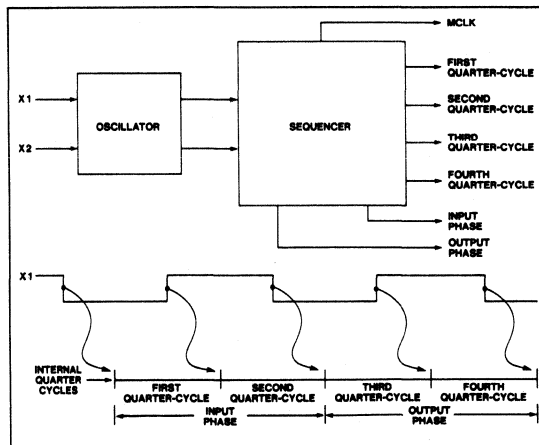 MCLK
FIRST
QUARTER-CYCLE
X1
SECOND
QUARTER-CYCLE
OSCILLATOR
SEQUENCER
THIRD
QUARTER-CYCLE
X2
FOURTH
QUARTER-CYCLE
INPUT
PHASE
OUTPUT
PHASE
X1
INTERNAL
QUARTER
CYCLES
FIRST
QUARTER-CYCLE
SECOND
QUARTER-CYCLE
THIRD
QUARTER-CYCLE
FOURTH
QUARTER-CYCLE
INPUT
PHASE
OUTPUT
PHASE